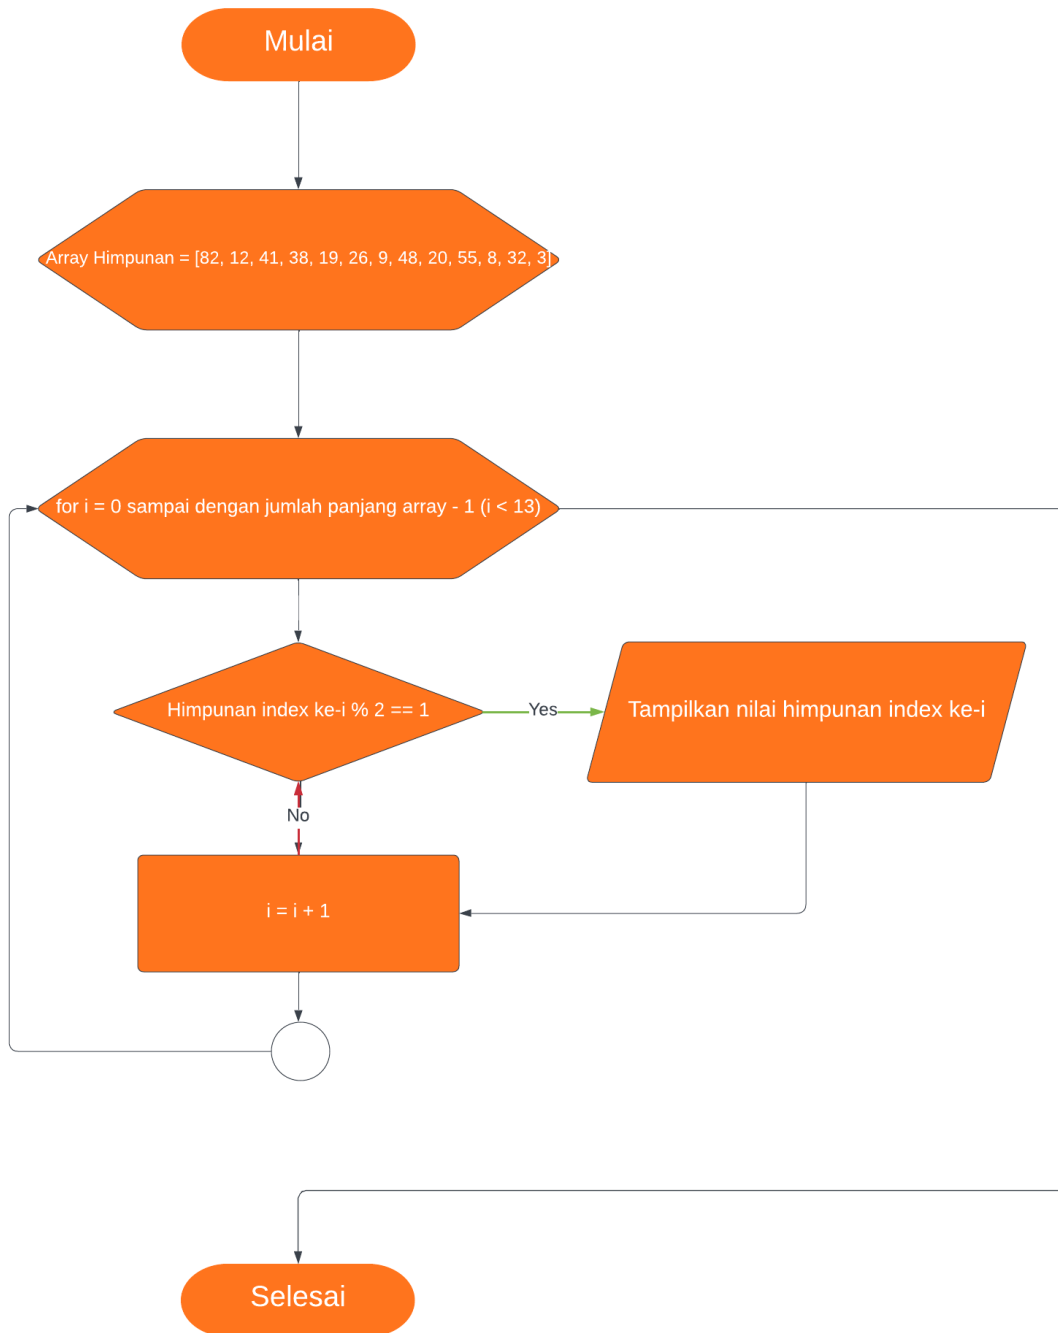 Mulai
Array Himpunan = [82, 12, 41, 38, 19, 26, 9, 48, 20, 55, 8, 32, 3]
for i = 0 sampai dengan jumlah panjang array - 1 (i < 13)
Himpunan index ke-i % 2 == 1
Yes
Tampilkan nilai himpunan index ke-i
No
i = i + 1
Selesai